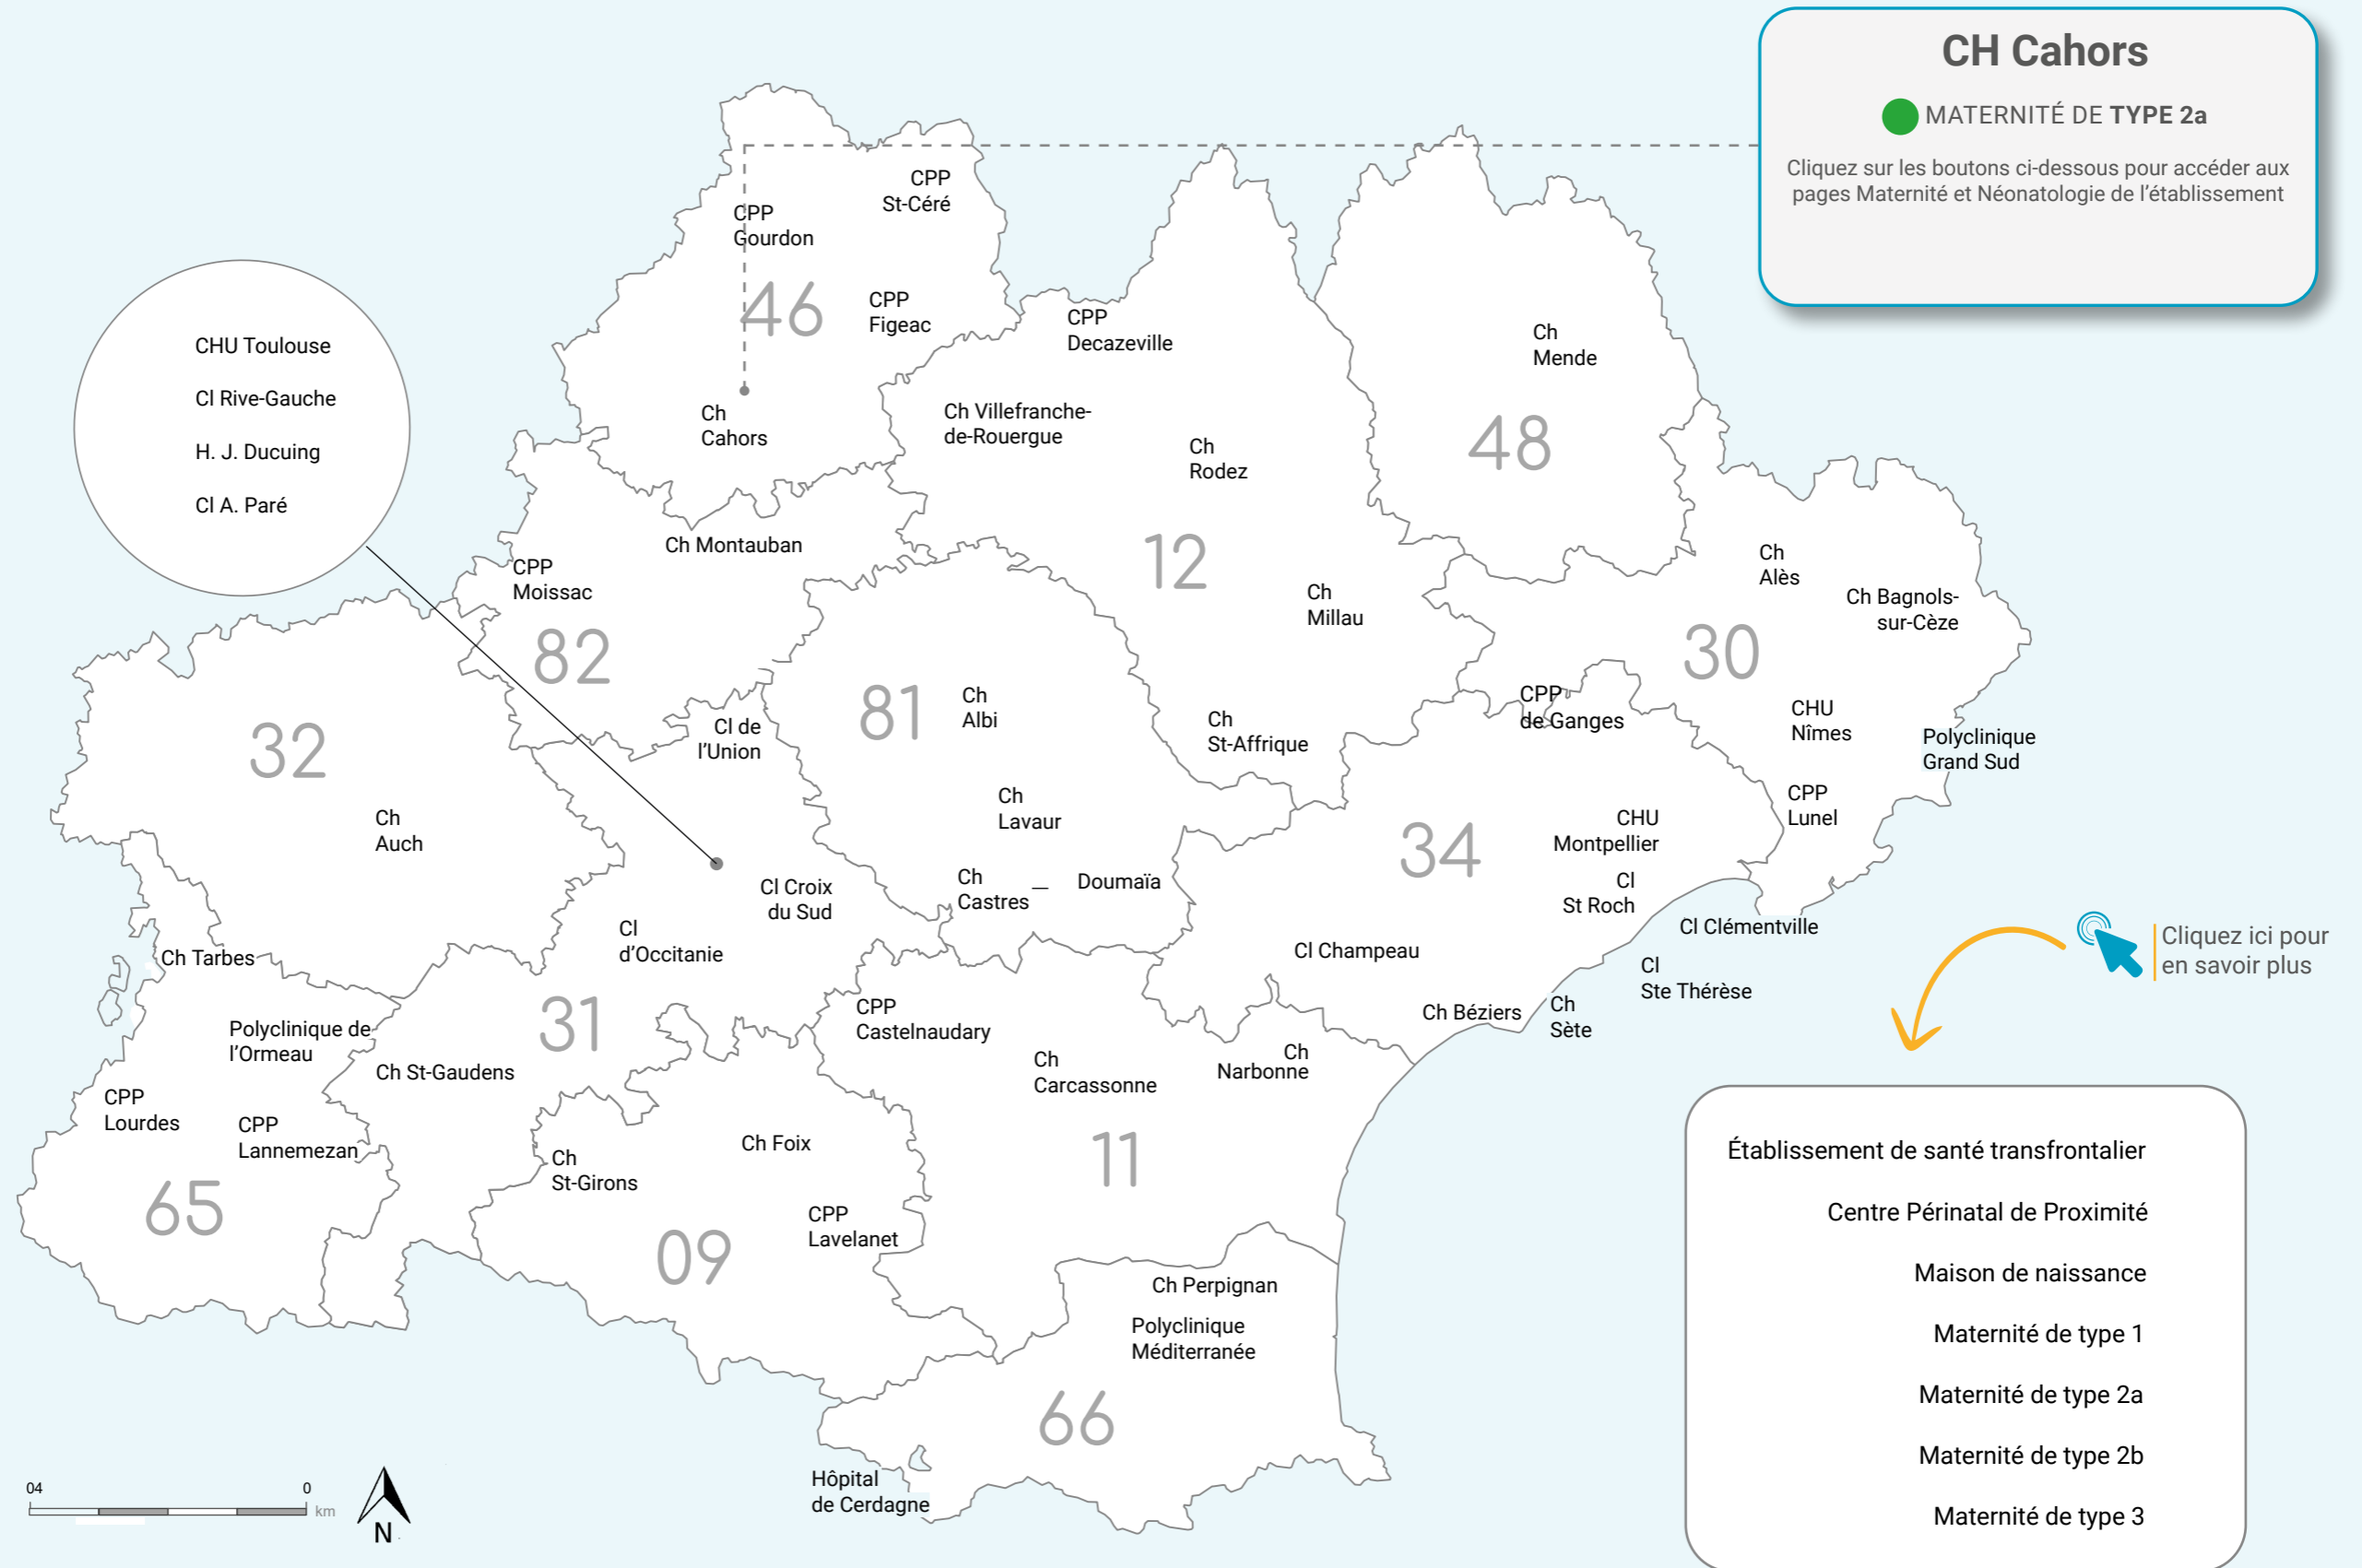 CH Cahors
MATERNITÉ DE TYPE 2a
Cliquez sur les boutons ci-dessous pour accéder aux
pages Maternité et Néonatologie de l’établissement
CPP
St-Céré
CPP
Gourdon
46
CPP
Figeac
Ch
Cahors
CHU Toulouse
Cl Rive-Gauche
H. J. Ducuing
Cl A. Paré
CPP
Decazeville
Ch Villefranche-
de-Rouergue
Ch
Rodez
12
Ch
Millau
Ch
St-Affrique
Ch
Mende
48
Ch Montauban
CPP
Moissac
82
Ch
Alès
Ch Bagnols-
sur-Cèze
30
CHU
Nîmes
Polyclinique
Grand Sud
CPP
Lunel
32
Ch
Auch
Cl de
l’Union
81
Ch
Albi
Ch
Lavaur
Ch
Castres
Doumaïa
CPP
de Ganges
34
CHU
Montpellier
Cl
St Roch
Cl Clémentville
Cl Champeau
Cl
Ste Thérèse
Ch Béziers
Ch
Sète
Cl Croix
du Sud
Cl
d’Occitanie
31
Ch St-Gaudens
Ch Tarbes
Polyclinique de
l’Ormeau
CPP
Lourdes
CPP
Lannemezan
65
CPP
Castelnaudary
Ch
Carcassonne
Ch
Narbonne
11
Ch
St-Girons
Ch Foix
CPP
Lavelanet
09
Ch Perpignan
Polyclinique
Méditerranée
66
Hôpital
de Cerdagne
Cliquez ici pour
en savoir plus
Établissement de santé transfrontalier
Centre Périnatal de Proximité
Maison de naissance
Maternité de type 1
Maternité de type 2a
Maternité de type 2b
Maternité de type 3
04 0
km
N